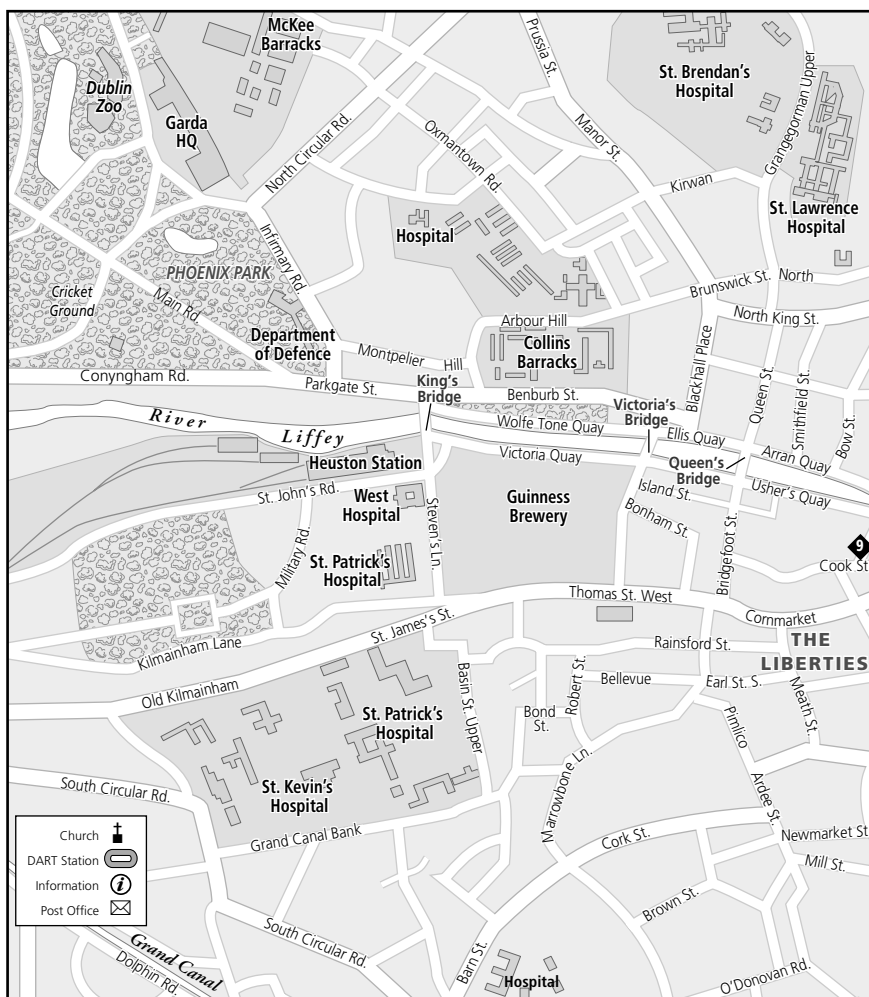 McKee
Barracks
Prussia St.
St. Brendan's
Hospital
Dublin
Zoo
Garda
HQ
Grangegorman Upper
North Circular Rd.
Oxmantown Rd.
Manor St.
Kirwan
St. Lawrence
Hospital
Hospital
Infirmary Rd.
PHOENIX PARK
Cricket
Ground
Main Rd.
Brunswick St. North
North King St.
Arbour Hill
Department
of Defence
Montpelier Hill
Collins
Barracks
Blackhall Place
Queen St.
Smithfield St.
Bow St.
Conyngham Rd.
Parkgate St.
King's
Bridge
Benburb St.
Victoria's
Bridge
River Liffey
Wolfe Tone Quay
Ellis Quay
Arran Quay
Victoria Quay
Queen's
Bridge
Usher's Quay
Heuston Station
St. John's Rd.
West
Hospital
Steven's Ln.
Guinness
Brewery
Island St.
Bonham St.
Bridgefoot St.
9
Cook St.
Military Rd.
St. Patrick's
Hospital
Thomas St. West
Cornmarket
St. James's St.
Kilmainham Lane
Rainsford St.
THE
LIBERTIES
Old Kilmainham
Basin St. Upper
Robert St.
Bellevue
Earl St. S.
Meath St.
Bond
St.
Pimlico
St. Patrick's
Hospital
St. Kevin's
Hospital
South Circular Rd.
Marrowbone Ln.
Ardee St.
Grand Canal Bank
Cork St.
Newmarket St.
Mill St.
Church
DART Station
Information
i
Post Office
Brown St.
South Circular Rd.
Grand Canal
Dolphin Rd.
Barn St.
Hospital
O'Donovan Rd.